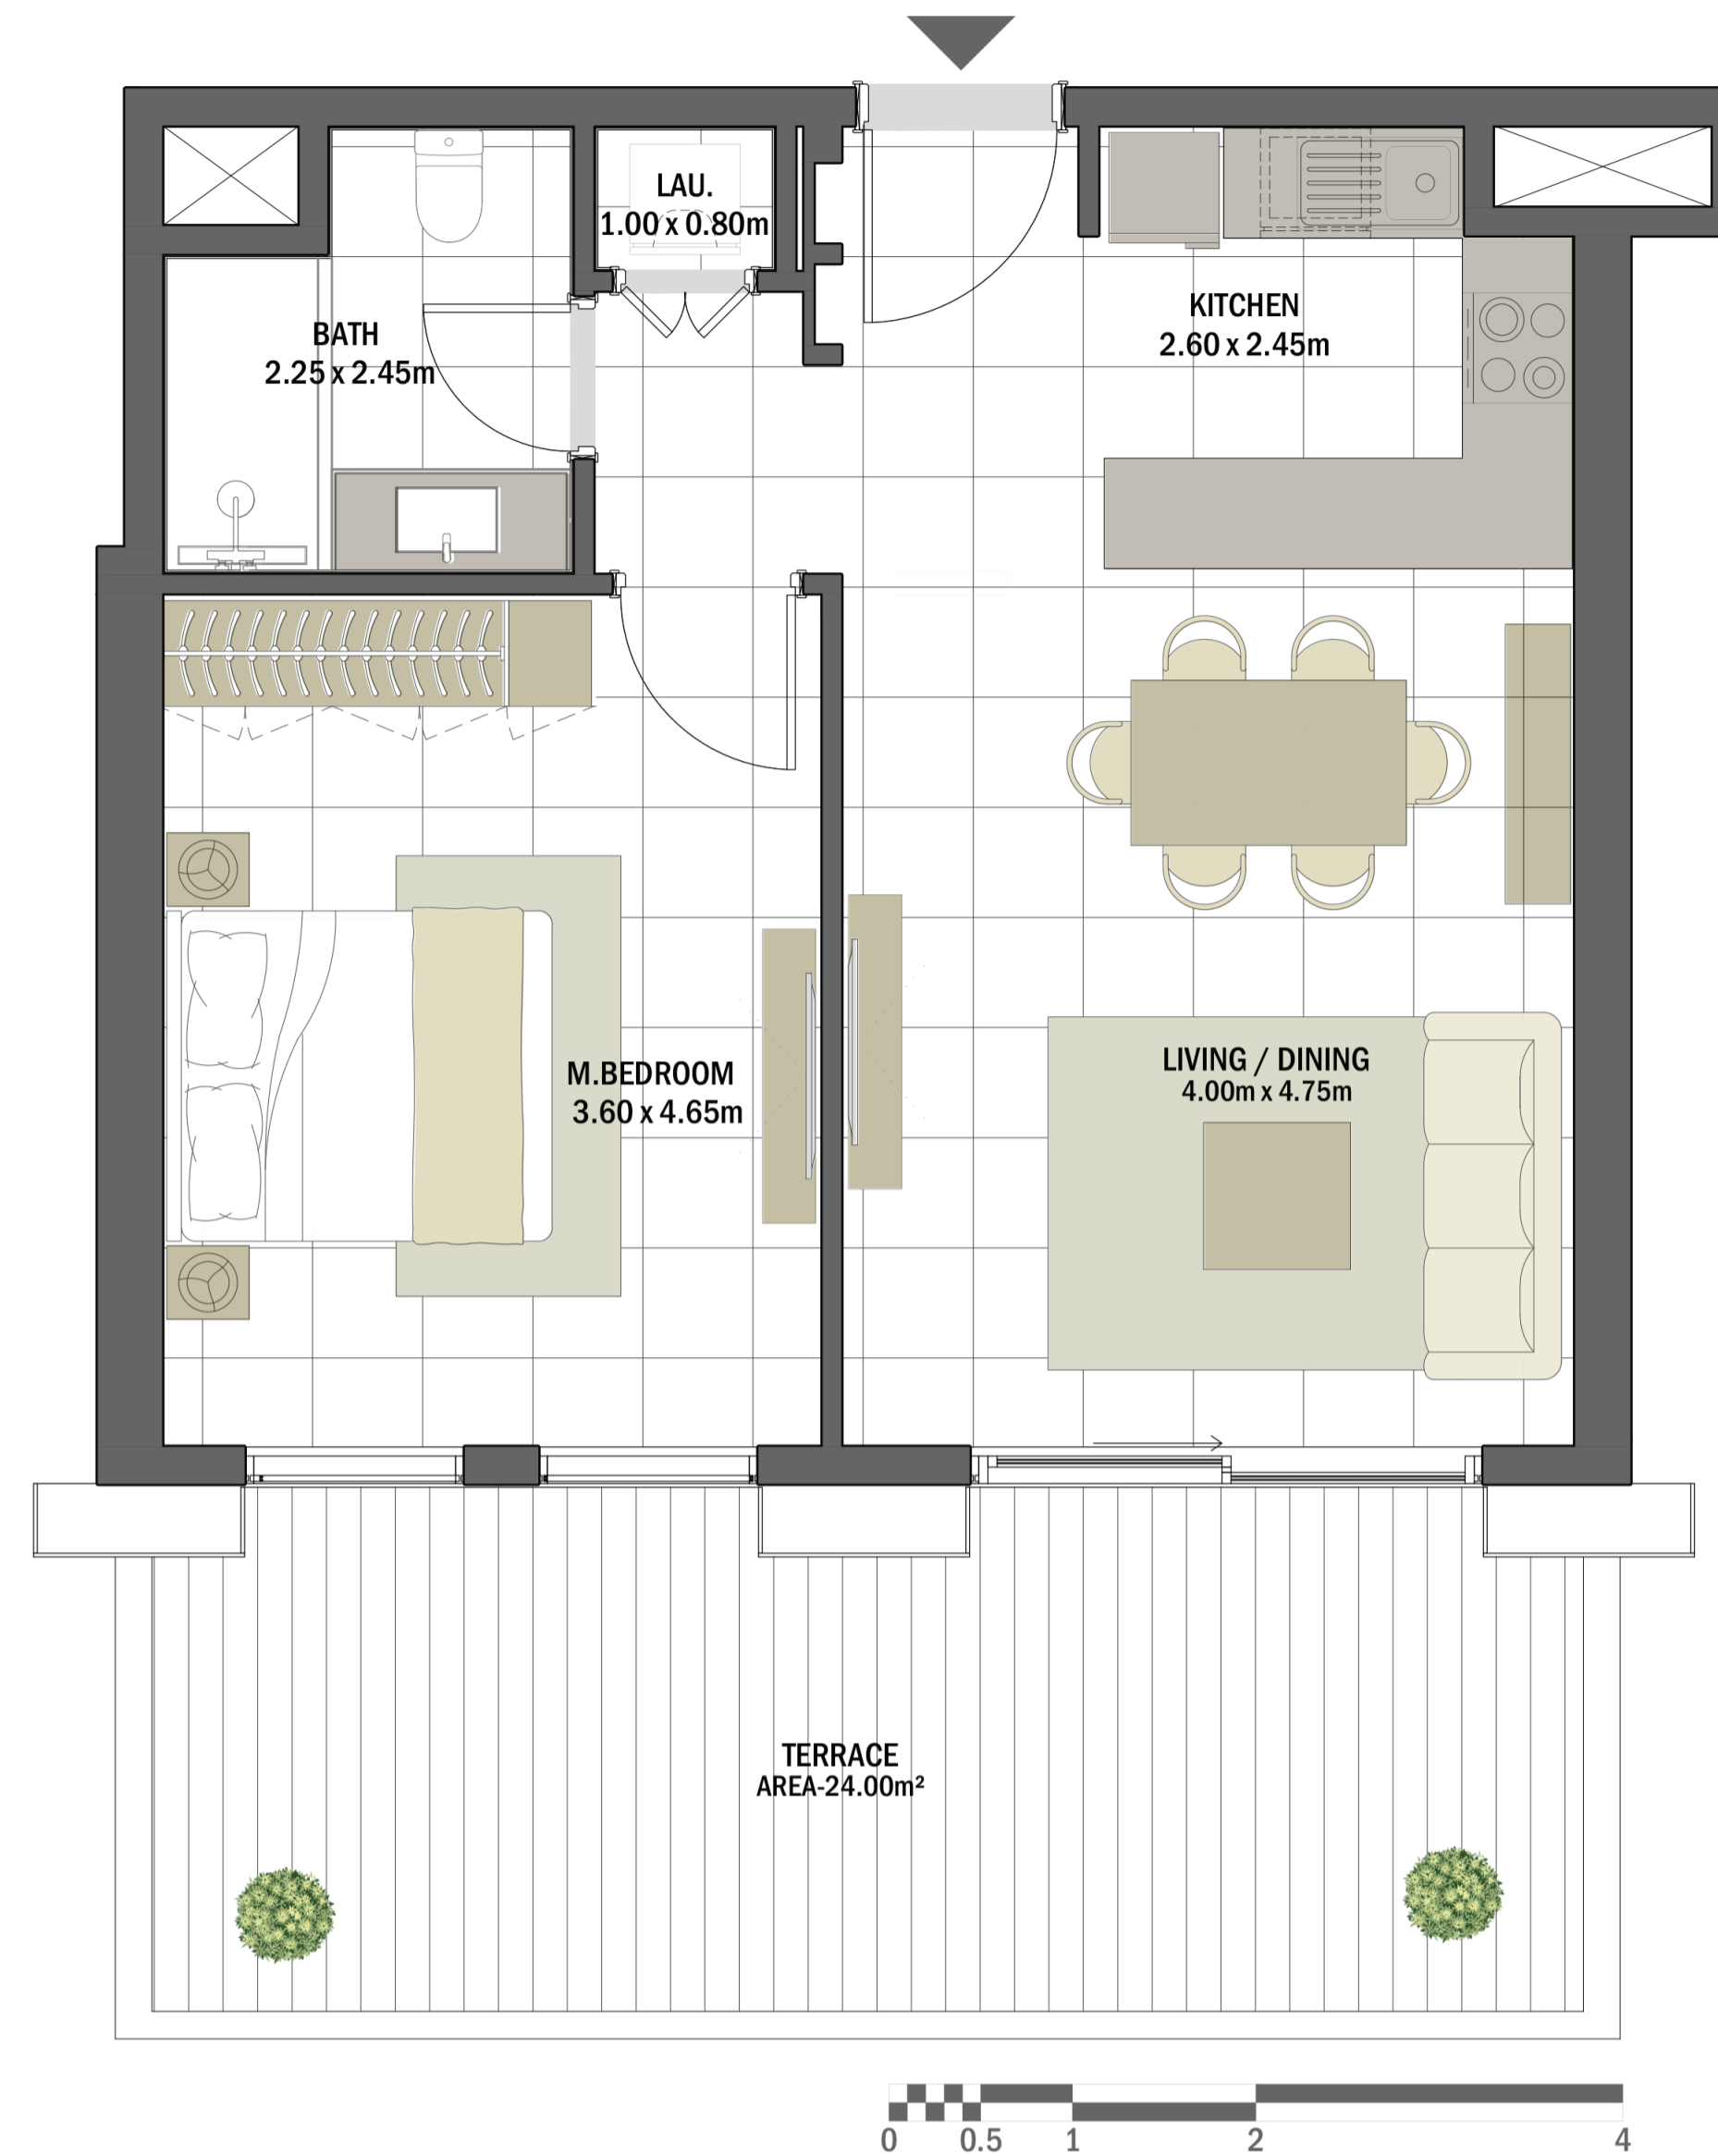 LAU.
1.00 x 0.80m
KITCHEN
2.60 x 2.45m
BATH
2.25 x 2.45m
M.BEDROOM
3.60 x 4.65m
LIVING / DINING
4.00m x 4.75m
TERRACE
AREA-24.00m²
0 0.5 1 2 4